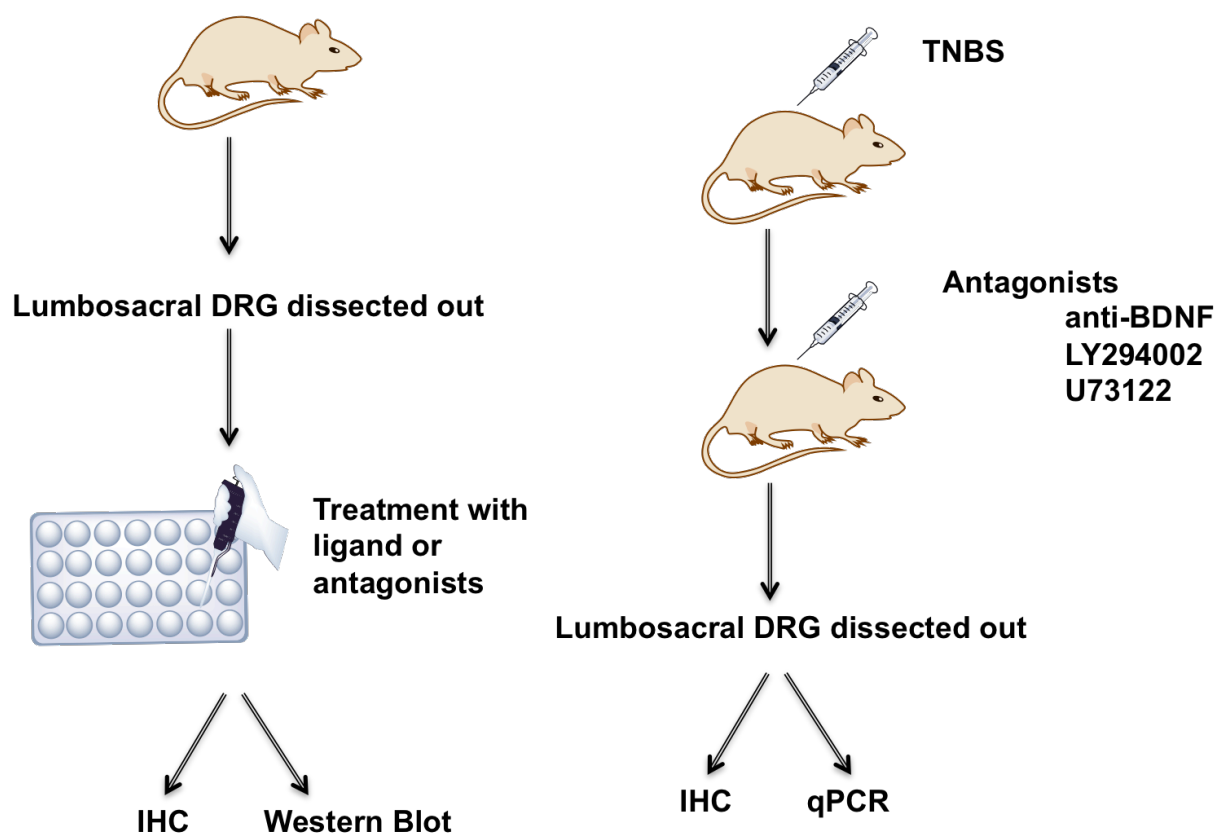 Lumbosacral DRG dissected out
Treatment with
ligand or
antagonists
IHC
Western Blot
TNBS
Antagonists
anti-BDNF
LY294002
U73122
Lumbosacral DRG dissected out
IHC
qPCR